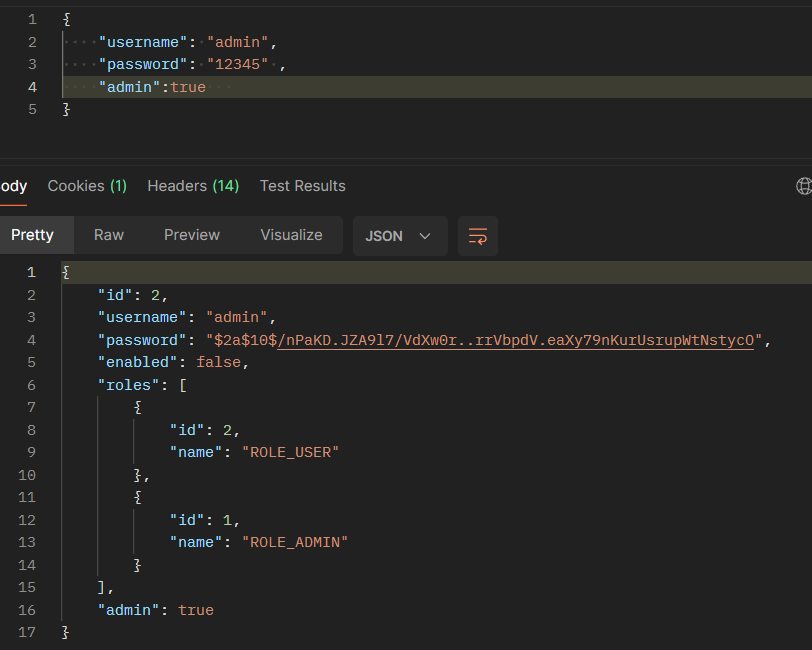 1 {
2 "username": "admin",
3 "password": "12345" ,
4 "admin":true
5 }
ody Cookies (1) Headers (14) Test Results
Pretty Raw Preview Visualize JSON
1 {
2 "id": 2,
3 "username": "admin",
4 "password": "$2a$10$/nPaKD.JZA9l7/VdXw0r..rrVbpdV.eaXy79nKurUsrupWtNstycO",
5 "enabled": false,
6 "roles": [
7 {
8 "id": 2,
9 "name": "ROLE_USER"
10 },
11 {
12 "id": 1,
13 "name": "ROLE_ADMIN"
14 }
15 ],
16 "admin": true
17 }